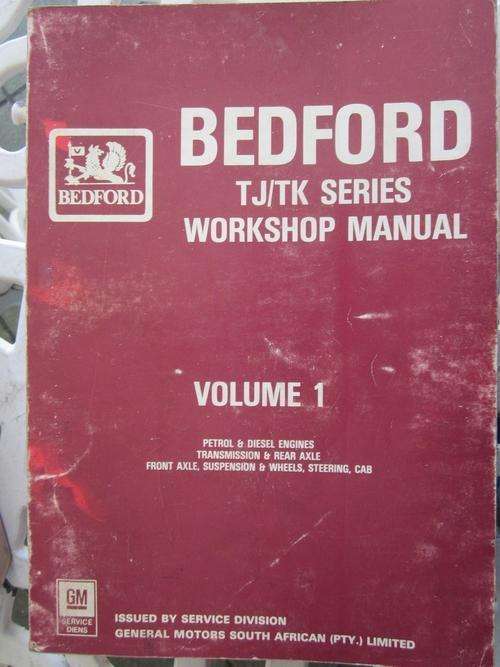 BEDFORD
BEDFORD
TJ/TK SERIES
WORKSHOP MANUAL
VOLUME 1
PETROL & DIESEL ENGINES
TRANSMISSION & REAR AXLE
FRONT AXLE, SUSPENSION & WHEELS, STEERING, CAB
GM
SERVICE
DIENS
ISSUED BY SERVICE DIVISION
GENERAL MOTORS SOUTH AFRICAN (PTY.) LIMITED